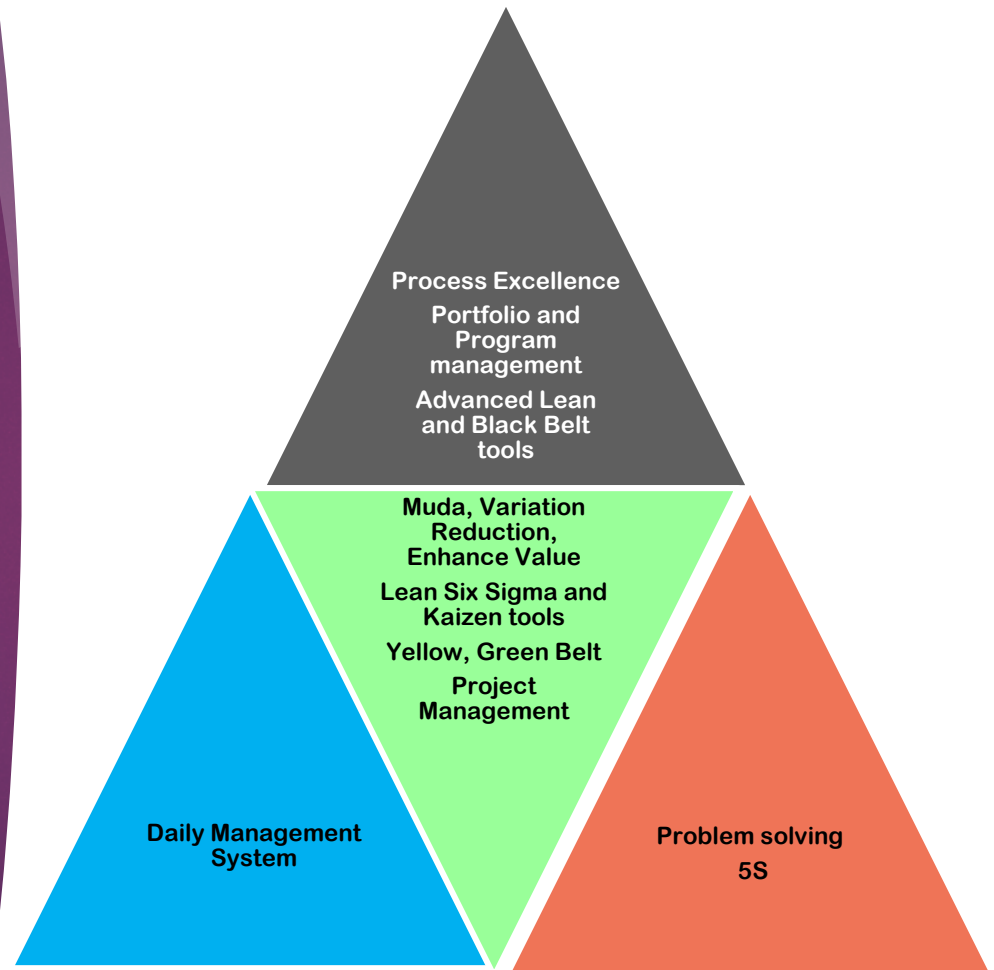 Process Excellence
Portfolio and
Program
management
Advanced Lean
and Black Belt
tools
Muda, Variation
Reduction,
Enhance Value
Lean Six Sigma and
Kaizen tools
Yellow, Green Belt
Project
Management
Daily Management
System
Problem solving
5S